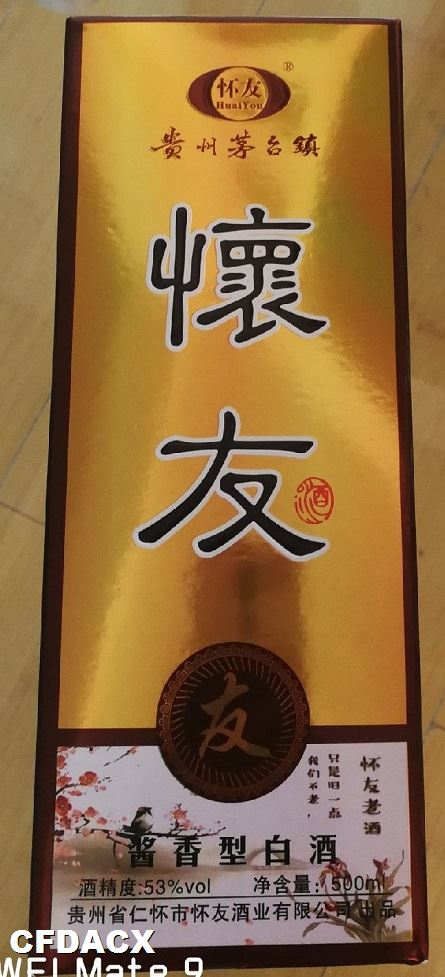 怀友
HuaiYou
®
贵州茅台鎮
懷
友
酒
友
怀友老酒
只是旧一点
我们不老，
酱香型白酒
酒精度:53%vol 净含量: 500ml
贵州省仁怀市怀友酒业有限公司出品
CFDACX
WEI Mate 9